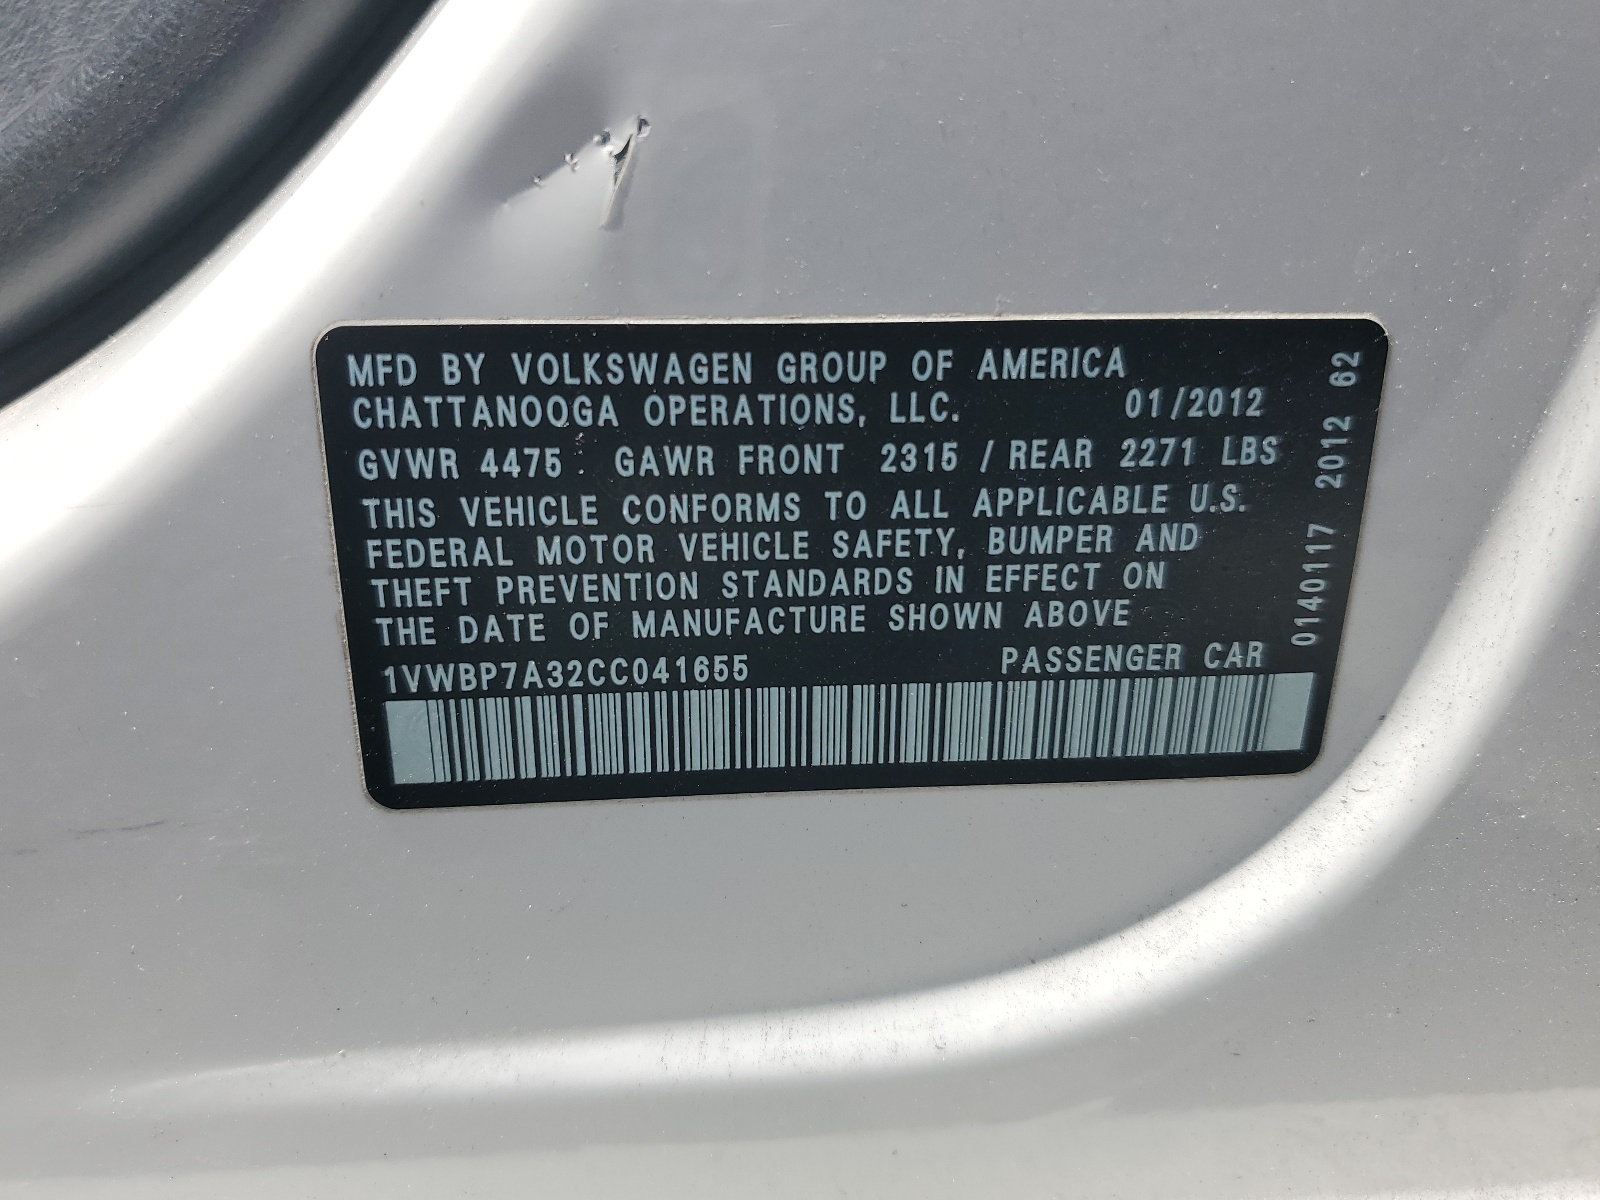 MFD BY VOLKSWAGEN GROUP OF AMERICA
CHATTANOOGA OPERATIONS, LLC. 01/2012
GVWR 4475 GAWR FRONT 2315 / REAR 2271 LBS
THIS VEHICLE CONFORMS TO ALL APPLICABLE U.S.
FEDERAL MOTOR VEHICLE SAFETY, BUMPER AND
THEFT PREVENTION STANDARDS IN EFFECT ON
THE DATE OF MANUFACTURE SHOWN ABOVE
1VWBP7A32CC041655 PASSENGER CAR
0140117 2012 62